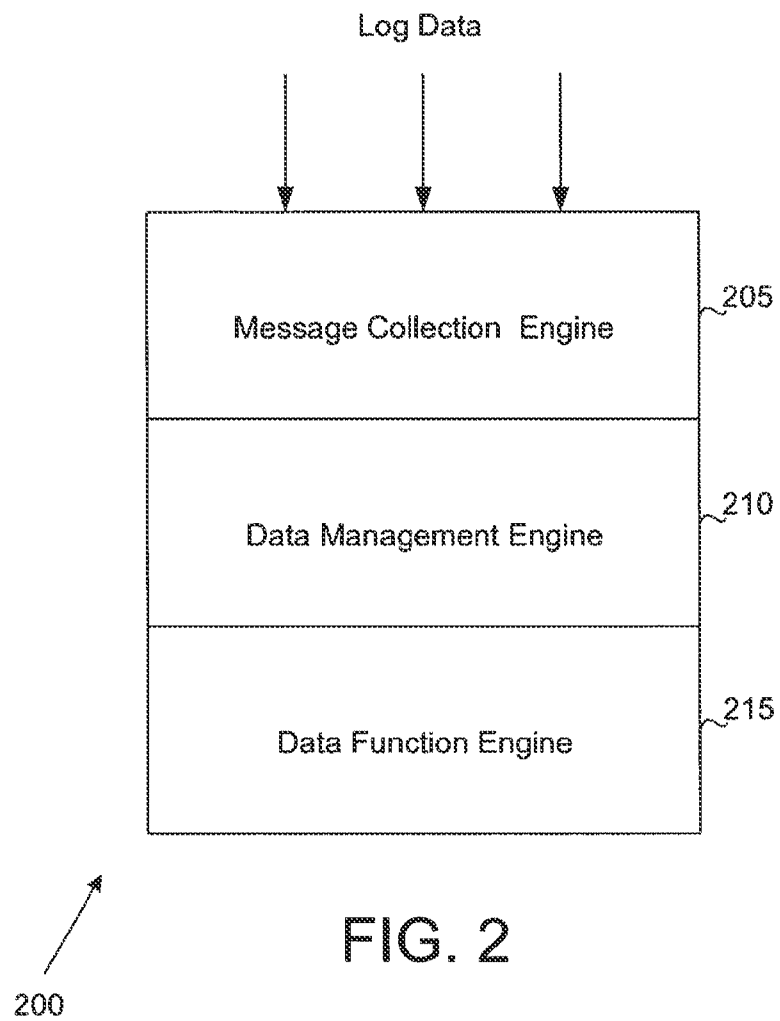 Log Data
Message Collection Engine
205
Data Management Engine
210
Data Function Engine
215
FIG. 2
200